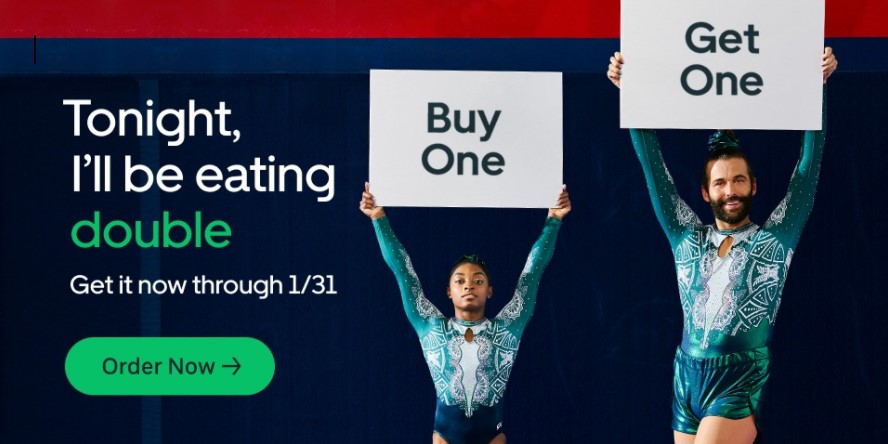 Tonight,
I'll be eating
double
Get it now through 1/31
Order Now →
Buy
One
Get
One